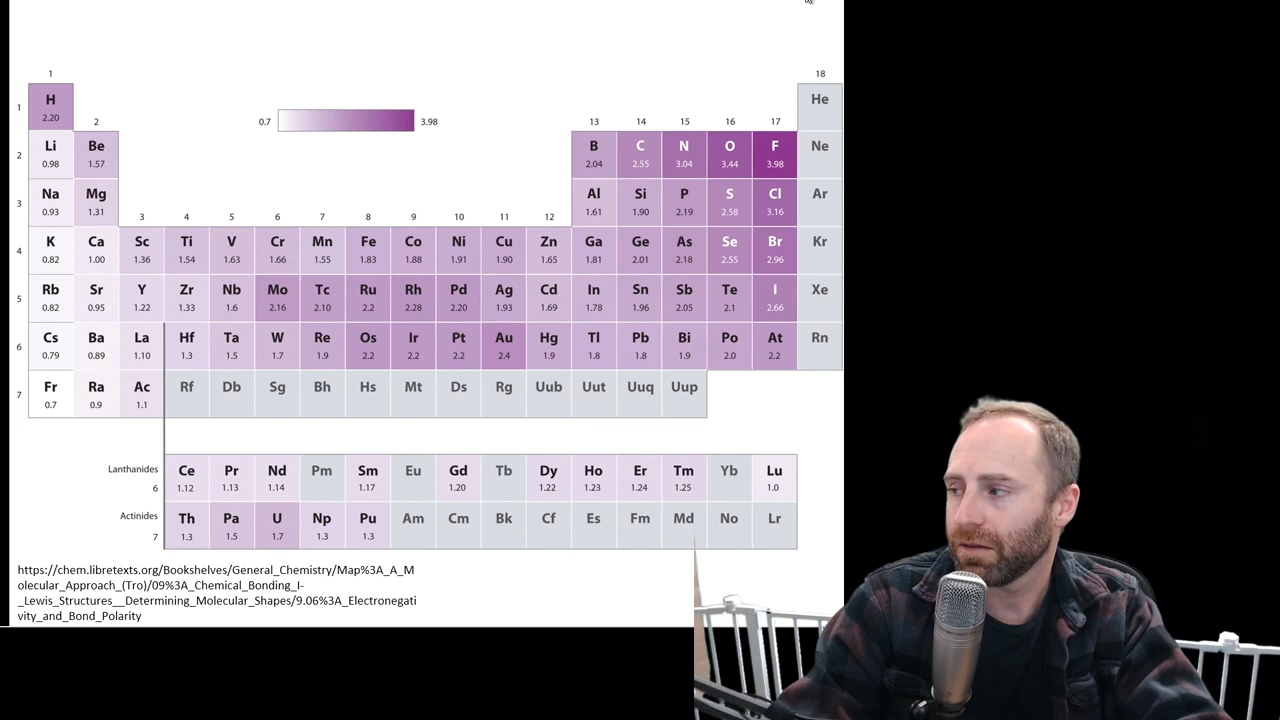 1 18
1 H He
2.20 0.7 3.98
2 13 14 15 16 17
2 Li Be B C N O F Ne
0.98 1.57 2.04 2.55 3.04 3.44 3.98
3 Na Mg Al Si P S Cl Ar
0.93 1.31 1.61 1.90 2.19 2.58 3.16
3 4 5 6 7 8 9 10 11 12
4 K Ca Sc Ti V Cr Mn Fe Co Ni Cu Zn Ga Ge As Se Br Kr
0.82 1.00 1.36 1.54 1.63 1.66 1.55 1.83 1.88 1.91 1.90 1.65 1.81 2.01 2.18 2.55 2.96
5 Rb Sr Y Zr Nb Mo Tc Ru Rh Pd Ag Cd In Sn Sb Te I Xe
0.82 0.95 1.22 1.33 1.6 2.16 2.10 2.2 2.28 2.20 1.93 1.69 1.78 1.96 2.05 2.1 2.66
6 Cs Ba La Hf Ta W Re Os Ir Pt Au Hg Tl Pb Bi Po At Rn
0.79 0.89 1.10 1.3 1.5 1.7 1.9 2.2 2.2 2.2 2.4 1.9 1.8 1.8 1.9 2.0 2.2
7 Fr Ra Ac Rf Db Sg Bh Hs Mt Ds Rg Uub Uut Uuq Uup
0.7 0.9 1.1
Lanthanides Ce Pr Nd Pm Sm Eu Gd Tb Dy Ho Er Tm Yb Lu
6 1.12 1.13 1.14 1.17 1.20 1.22 1.23 1.24 1.25 1.0
Actinides Th Pa U Np Pu Am Cm Bk Cf Es Fm Md No Lr
7 1.3 1.5 1.7 1.3 1.3
https://chem.libretexts.org/Bookshelves/General_Chemistry/Map%3A_A_M
olecular_Approach_(Tro)/09%3A_Chemical_Bonding_I-
_Lewis_Structures__Determining_Molecular_Shapes/9.06%3A_Electronegati
vity_and_Bond_Polarity